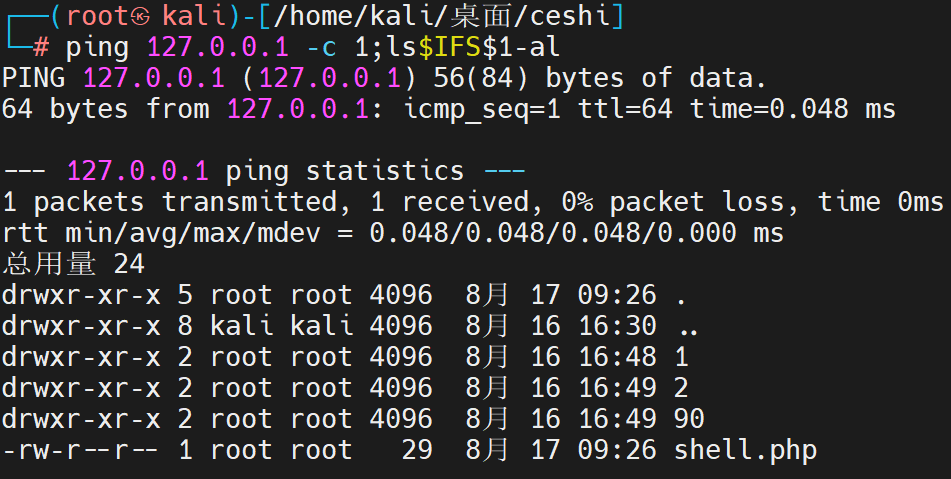 ┌──(root㉿ kali)-[/home/kali/桌面/ceshi]
└─# ping 127.0.0.1 -c 1;ls$IFS$1-al
PING 127.0.0.1 (127.0.0.1) 56(84) bytes of data.
64 bytes from 127.0.0.1: icmp_seq=1 ttl=64 time=0.048 ms

--- 127.0.0.1 ping statistics ---
1 packets transmitted, 1 received, 0% packet loss, time 0ms
rtt min/avg/max/mdev = 0.048/0.048/0.048/0.000 ms
总用量 24
drwxr-xr-x 5 root root 4096  8月 17 09:26 .
drwxr-xr-x 8 kali kali 4096  8月 16 16:30 ..
drwxr-xr-x 2 root root 4096  8月 16 16:48 1
drwxr-xr-x 2 root root 4096  8月 16 16:49 2
drwxr-xr-x 2 root root 4096  8月 16 16:49 90
-rw-r--r-- 1 root root   29  8月 17 09:26 shell.php